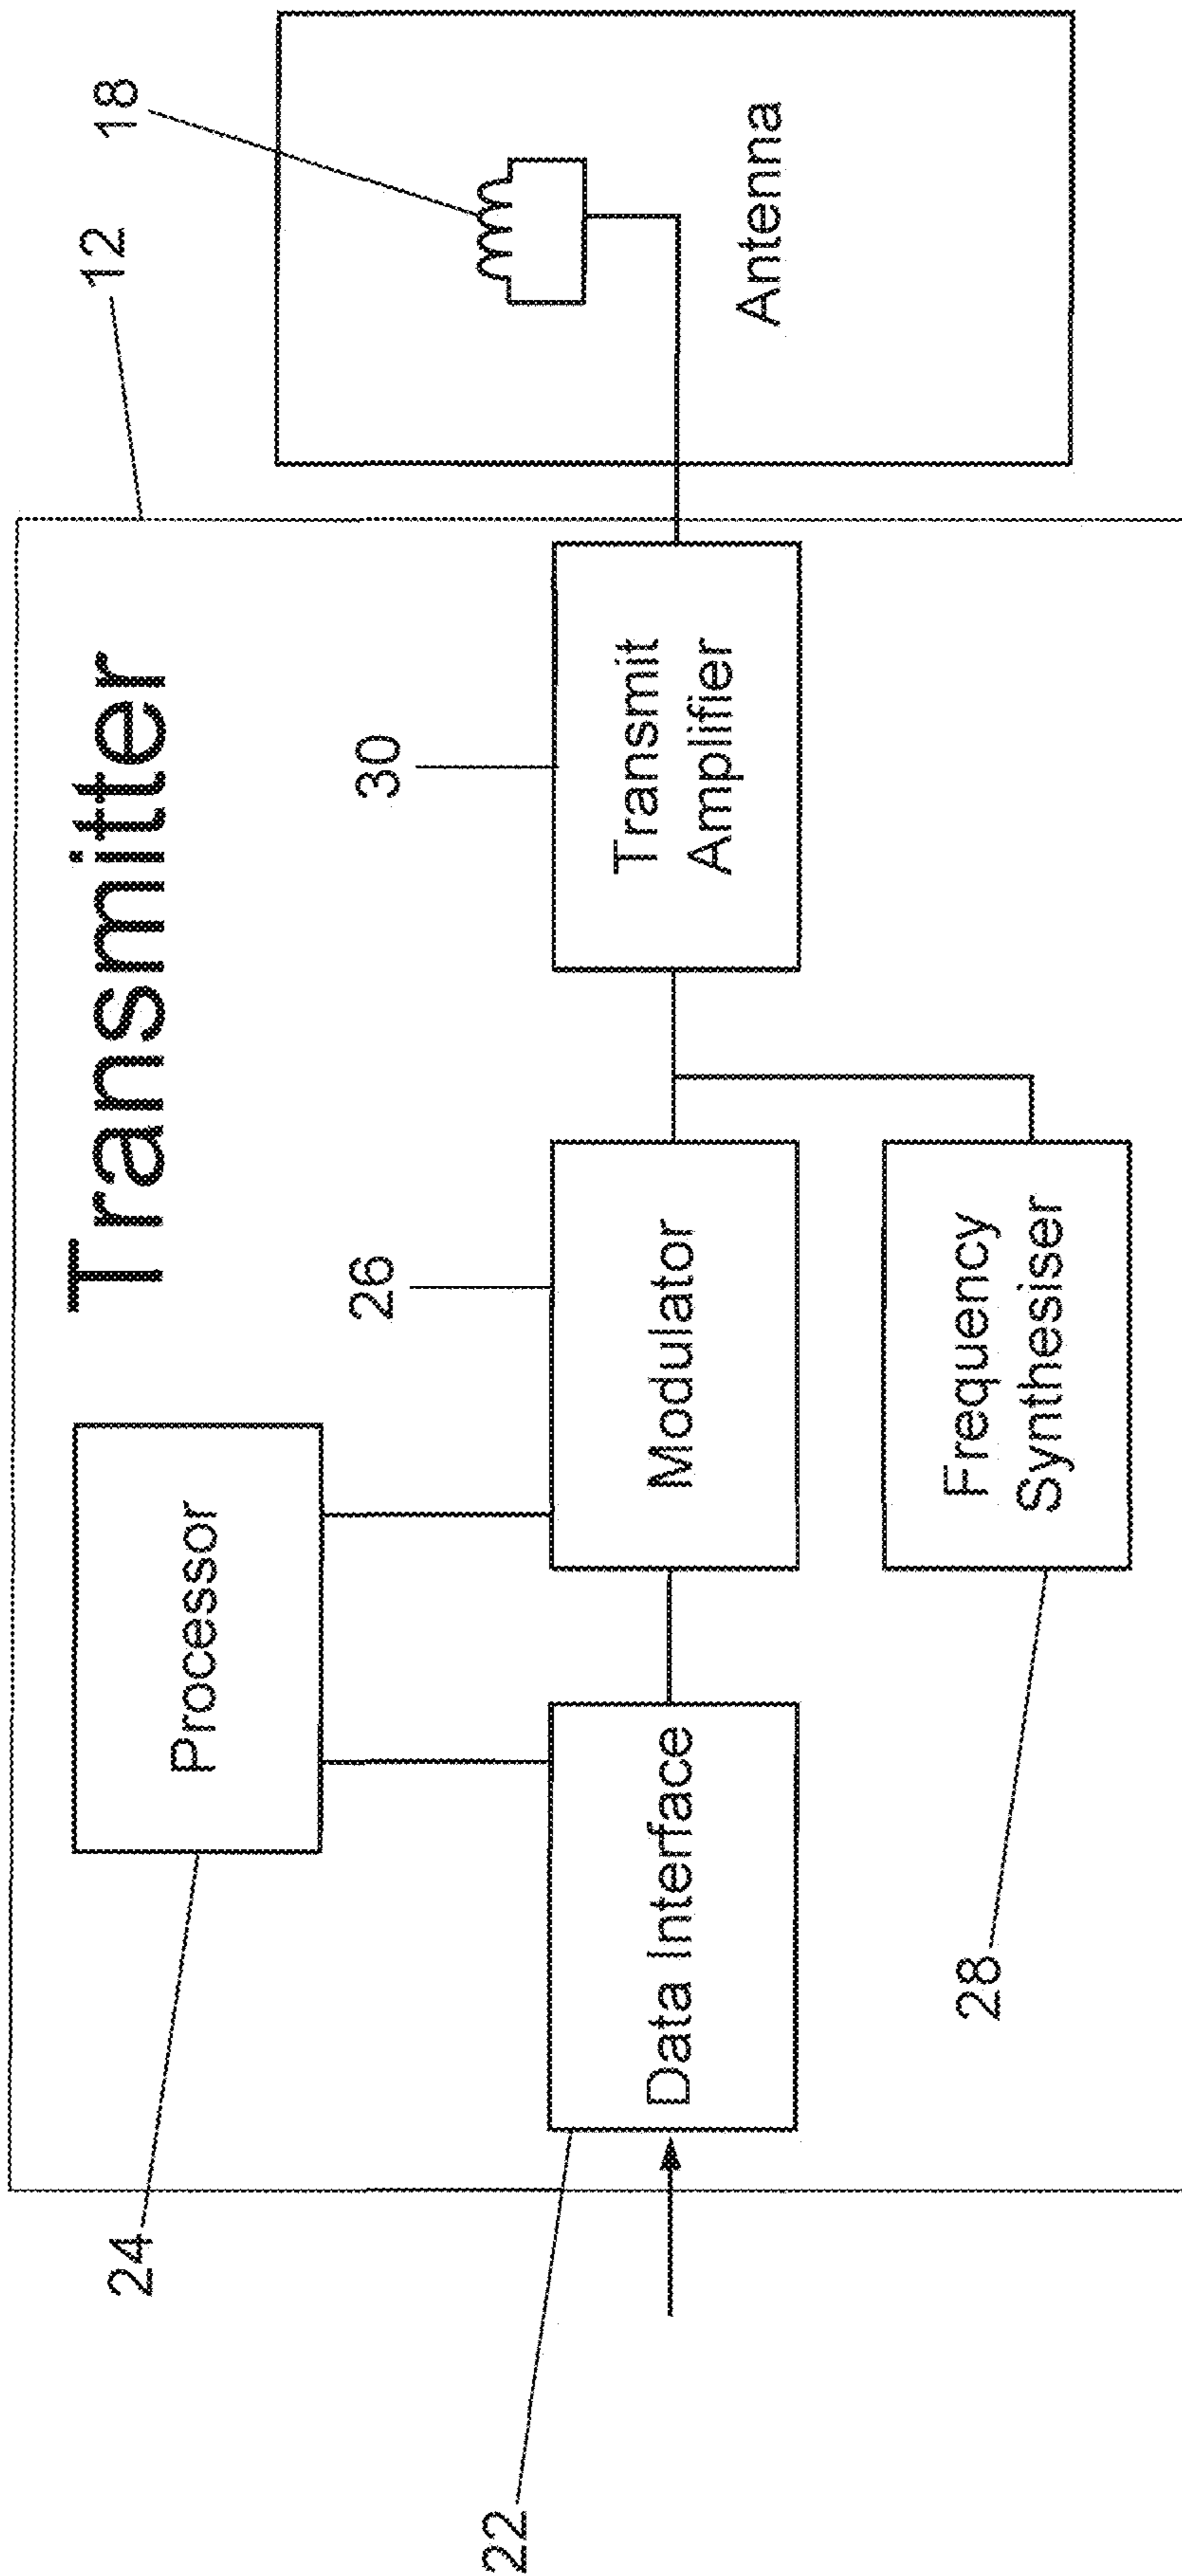 Transmitter
12
18
24
Processor
26
30
22
Data Interface
Modulator
Transmit
Amplifier
Antenna
28
Frequency
Synthesiser